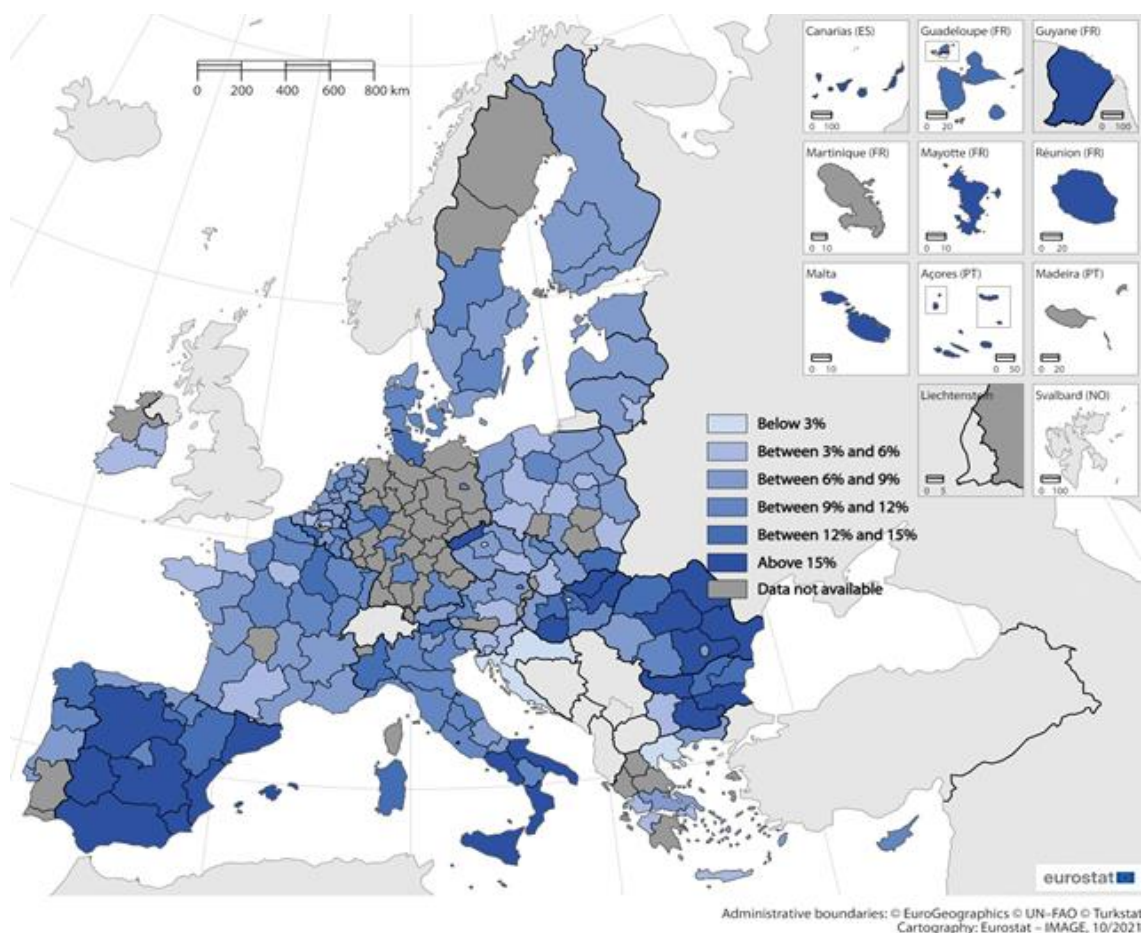 Canarias (ES)
0 100
Guadeloupe (FR)
0 20
Guyane (FR)
0 100
0 200 400 600 800 km
Martinique (FR)
0 10
Mayotte (FR)
0 10
Réunion (FR)
0 20
Malta
0 10
Açores (PT)
0 50
Madeira (PT)
0 20
Liechtenstein
0 5
Svalbard (NO)
0 100
Below 3%
Between 3% and 6%
Between 6% and 9%
Between 9% and 12%
Between 12% and 15%
Above 15%
Data not available
eurostat
Administrative boundaries: © EuroGeographics © UN–FAO © Turkstat
Cartography: Eurostat – IMAGE, 10/2021